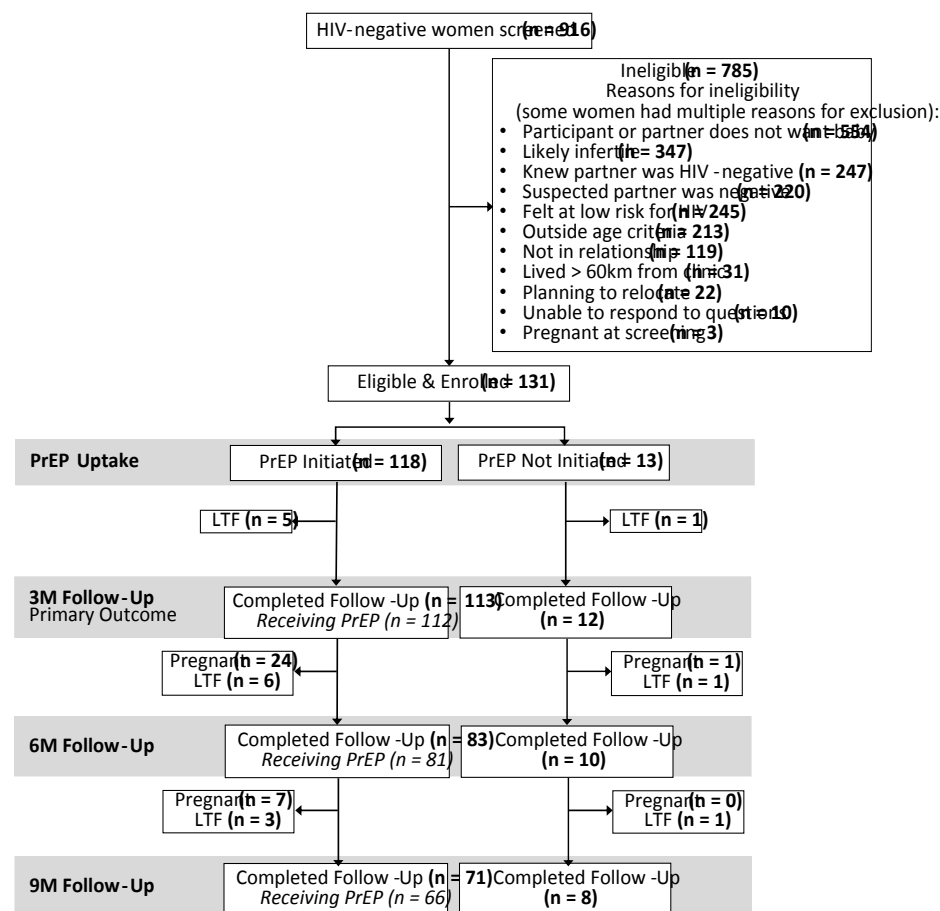 HIV-negative women screened (n = 916)
Ineligible (n = 785)
Reasons for ineligibility
(some women had multiple reasons for exclusion):
• Participant or partner does not want baby (n = 554)
• Likely infertile (n = 347)
• Knew partner was HIV-negative (n = 247)
• Suspected partner was negative (n = 220)
• Felt at low risk for HIV (n = 245)
• Outside age criteria (n = 213)
• Not in relationship (n = 119)
• Lived > 60km from clinic (n = 31)
• Planning to relocate (n = 22)
• Unable to respond to questions (n = 10)
• Pregnant at screening (n = 3)
Eligible & Enrolled (n = 131)
PrEP Uptake
PrEP Initiated (n = 118)
PrEP Not Initiated (n = 13)
LTF (n = 5)
LTF (n = 1)
3M Follow-Up
Primary Outcome
Completed Follow-Up (n = 113)
Receiving PrEP (n = 112)
Completed Follow-Up
(n = 12)
Pregnant (n = 24)
LTF (n = 6)
Pregnant (n = 1)
LTF (n = 1)
6M Follow-Up
Completed Follow-Up (n = 83)
Receiving PrEP (n = 81)
Completed Follow-Up
(n = 10)
Pregnant (n = 7)
LTF (n = 3)
Pregnant (n = 0)
LTF (n = 1)
9M Follow-Up
Completed Follow-Up (n = 71)
Receiving PrEP (n = 66)
Completed Follow-Up
(n = 8)